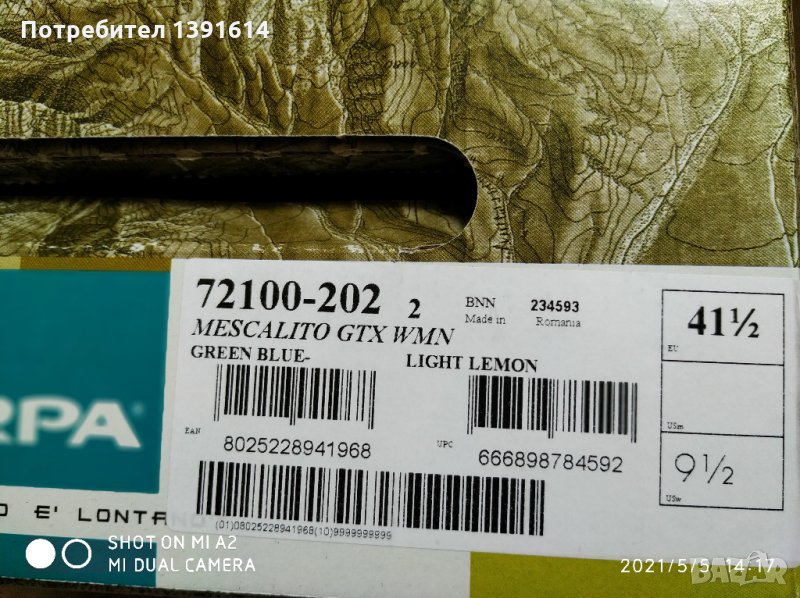 Потребител 1391614
72100-202 2
BNN 234593
Made in Romania
MESCALITO GTX WMN
GREEN BLUE- LIGHT LEMON
41½
EU
USm
9½
USw
EAN
8025228941968
UPC
666898784592
(01)08025228941968(10)9999999999
RPA
O E' LONTANO
SHOT ON MI A2
MI DUAL CAMERA
2021/5/5 14:17
BAZAR